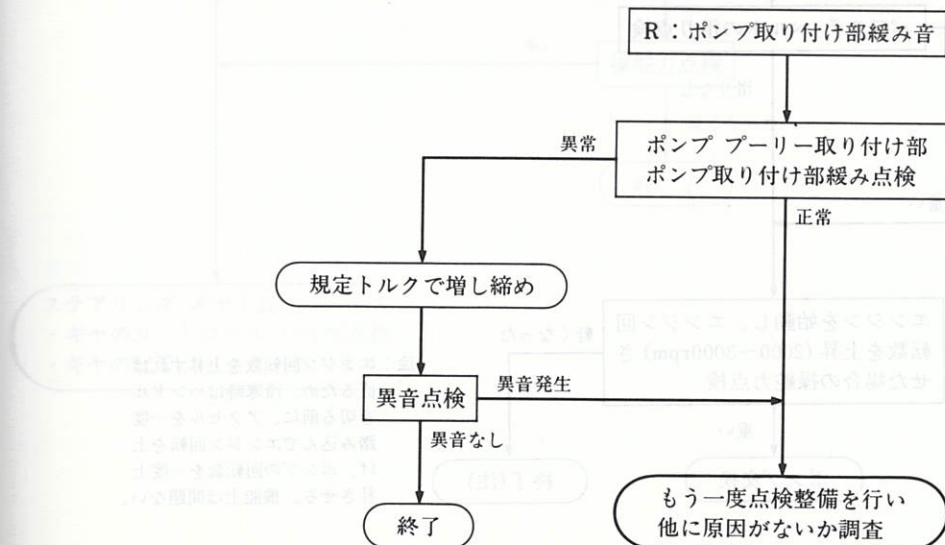 R：ポンプ取り付け部緩み音
ポンプ プーリー取り付け部
ポンプ取り付け部緩み点検
異常
正常
規定トルクで増し締め
異音点検
異音発生
異音なし
終了
もう一度点検整備を行い
他に原因がないか調査